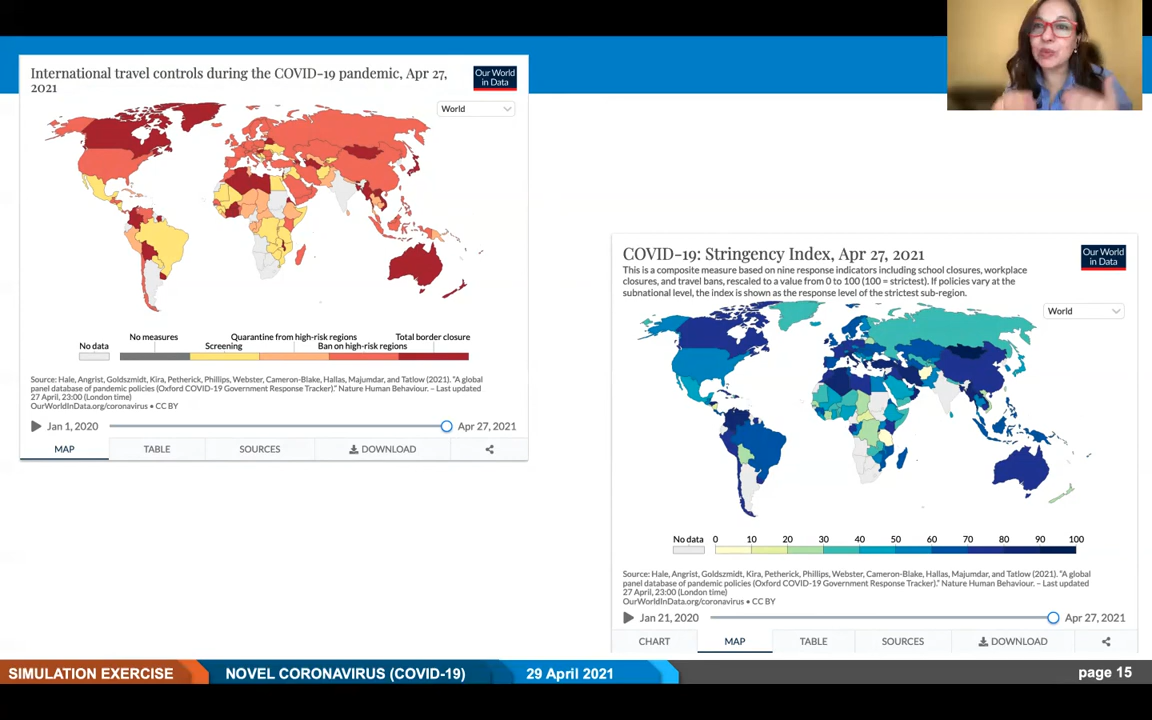 International travel controls during the COVID-19 pandemic, Apr 27,
2021
Our World
in Data
World
No data
No measures
Screening
Quarantine from high-risk regions
Ban on high-risk regions
Total border closure
Source: Hale, Angrist, Goldszmidt, Kira, Petherick, Phillips, Webster, Cameron-Blake, Hallas, Majumdar, and Tatlow (2021). "A global
panel database of pandemic policies (Oxford COVID-19 Government Response Tracker)." Nature Human Behaviour. – Last updated
27 April, 23:00 (London time)
OurWorldInData.org/coronavirus • CC BY
Jan 1, 2020
Apr 27, 2021
MAP
TABLE
SOURCES
DOWNLOAD
COVID-19: Stringency Index, Apr 27, 2021
Our World
in Data
This is a composite measure based on nine response indicators including school closures, workplace
closures, and travel bans, rescaled to a value from 0 to 100 (100 = strictest). If policies vary at the
subnational level, the index is shown as the response level of the strictest sub-region.
World
No data 0 10 20 30 40 50 60 70 80 90 100
Source: Hale, Angrist, Goldszmidt, Kira, Petherick, Phillips, Webster, Cameron-Blake, Hallas, Majumdar, and Tatlow (2021). "A global
panel database of pandemic policies (Oxford COVID-19 Government Response Tracker)." Nature Human Behaviour. – Last updated
27 April, 23:00 (London time)
OurWorldInData.org/coronavirus • CC BY
Jan 21, 2020
Apr 27, 2021
CHART
MAP
TABLE
SOURCES
DOWNLOAD
SIMULATION EXERCISE
NOVEL CORONAVIRUS (COVID-19)
29 April 2021
page 15